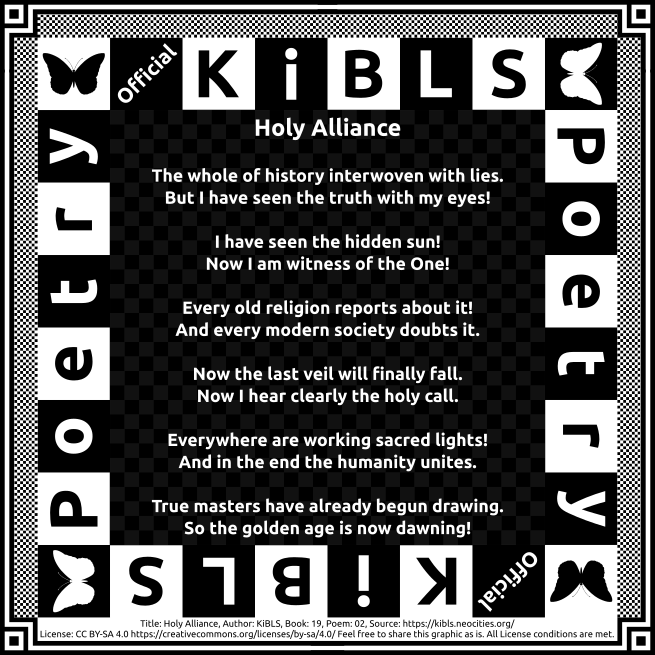 Official KiBLS
Poetry
Poetry
Holy Alliance
The whole of history interwoven with lies.
But I have seen the truth with my eyes!
I have seen the hidden sun!
Now I am witness of the One!
Every old religion reports about it!
And every modern society doubts it.
Now the last veil will finally fall.
Now I hear clearly the holy call.
Everywhere are working sacred lights!
And in the end the humanity unites.
True masters have already begun drawing.
So the golden age is now dawning!
Official KiBLS
Title: Holy Alliance, Author: KiBLS, Book: 19, Poem: 02, Source: https://kibls.neocities.org/
License: CC BY-SA 4.0 https://creativecommons.org/licenses/by-sa/4.0/ Feel free to share this graphic as is. All License conditions are met.